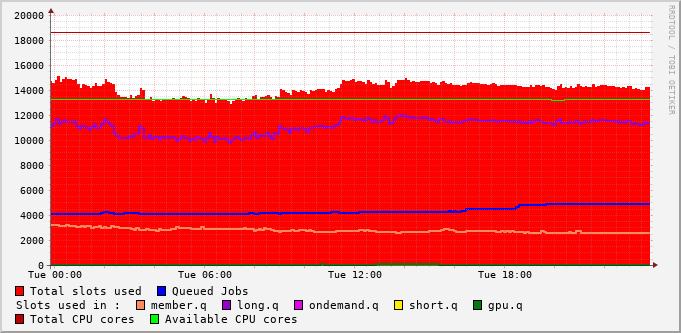 20000
18000
16000
14000
12000
10000
8000
6000
4000
2000
0
Tue 00:00 Tue 06:00 Tue 12:00 Tue 18:00
Total slots used Queued Jobs
Slots used in : member.q long.q ondemand.q short.q gpu.q
Total CPU cores Available CPU cores
RRDTOOL / TOBI OETIKER